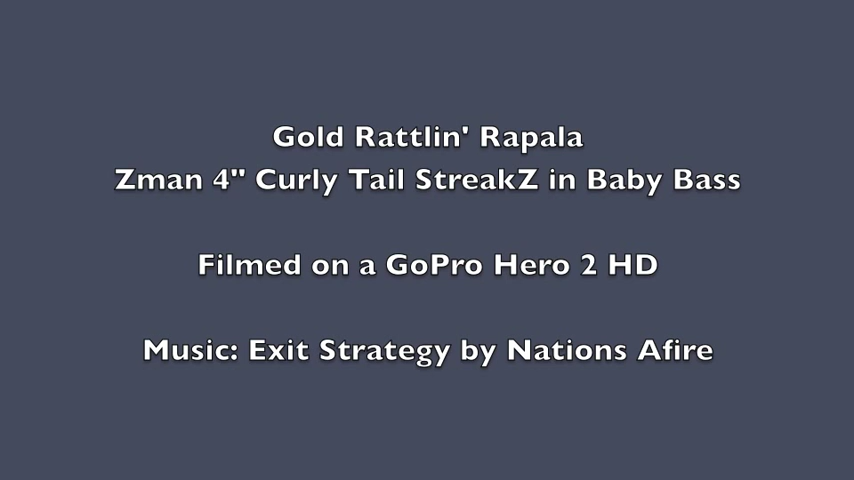 Gold Rattlin' Rapala
Zman 4" Curly Tail StreakZ in Baby Bass
Filmed on a GoPro Hero 2 HD
Music: Exit Strategy by Nations Afire